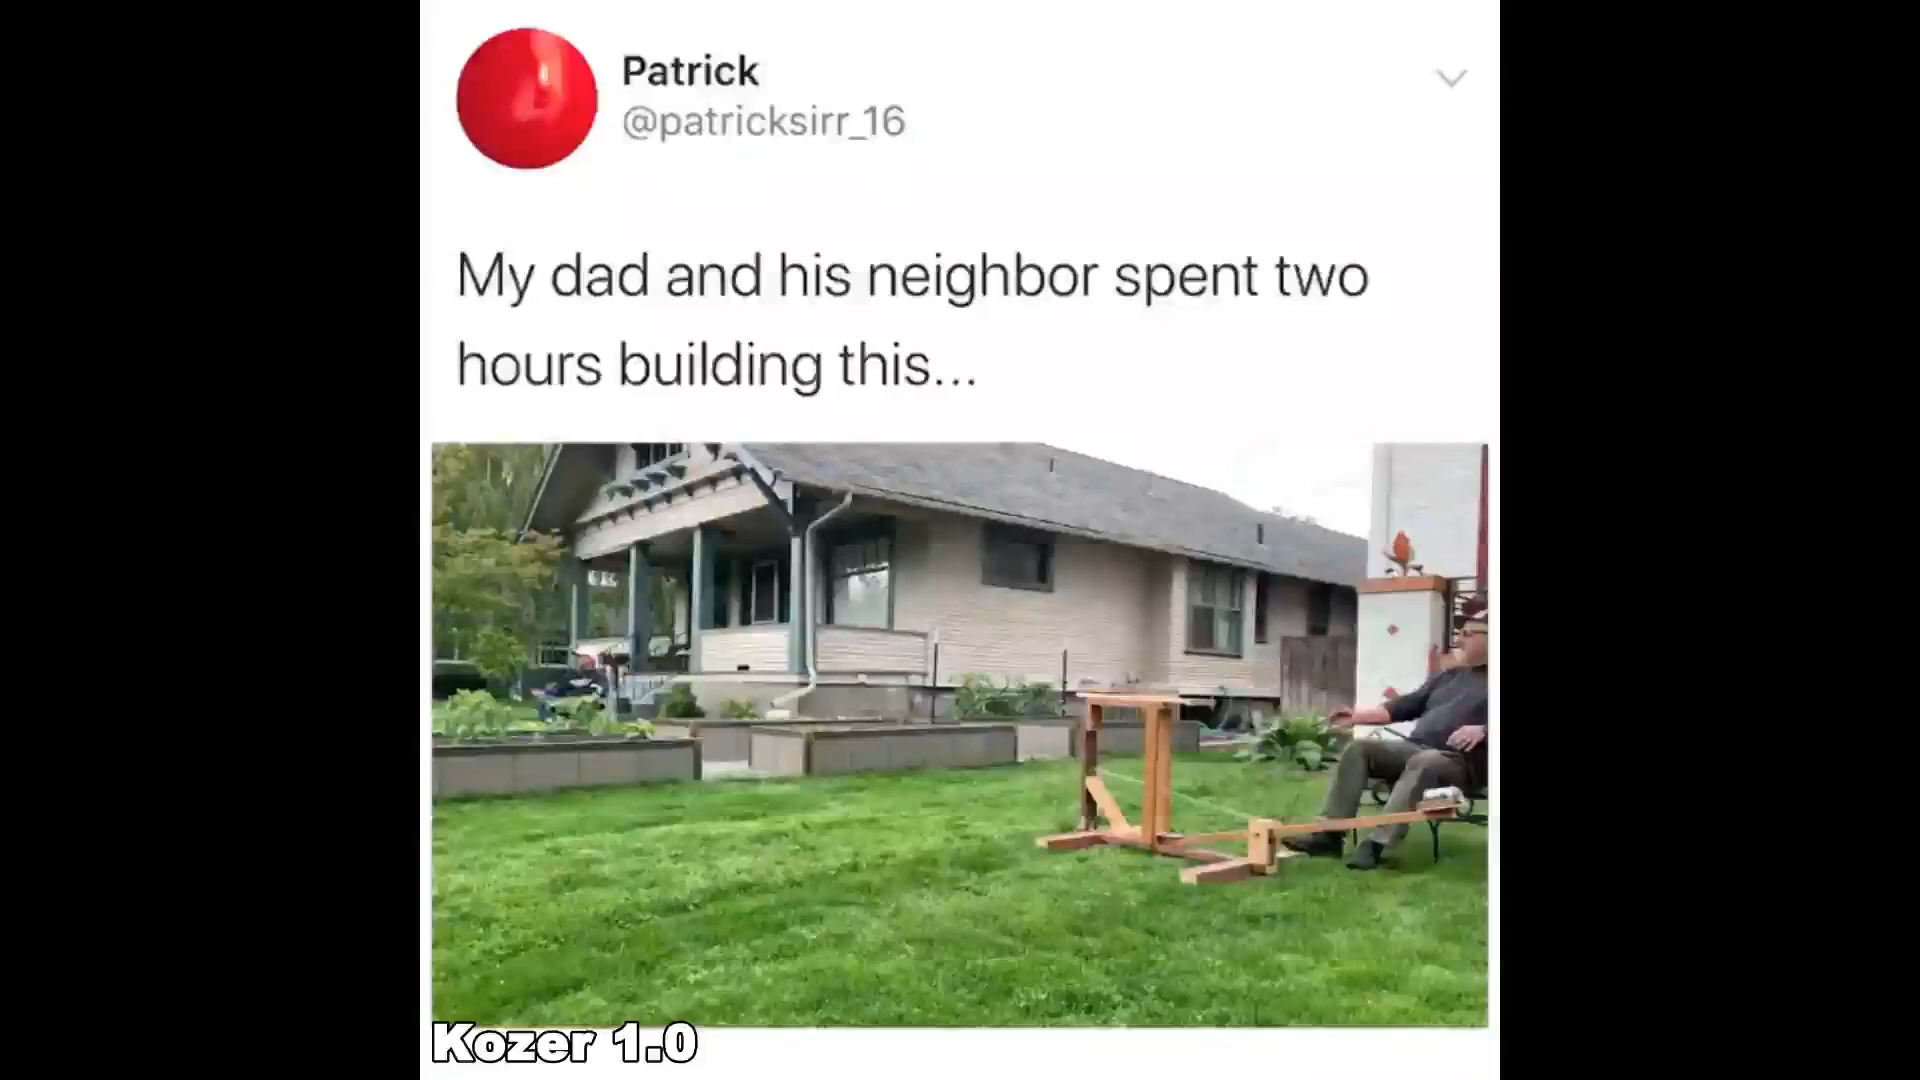 Patrick
@patricksirr_16
My dad and his neighbor spent two
hours building this...
Kozer 1.0